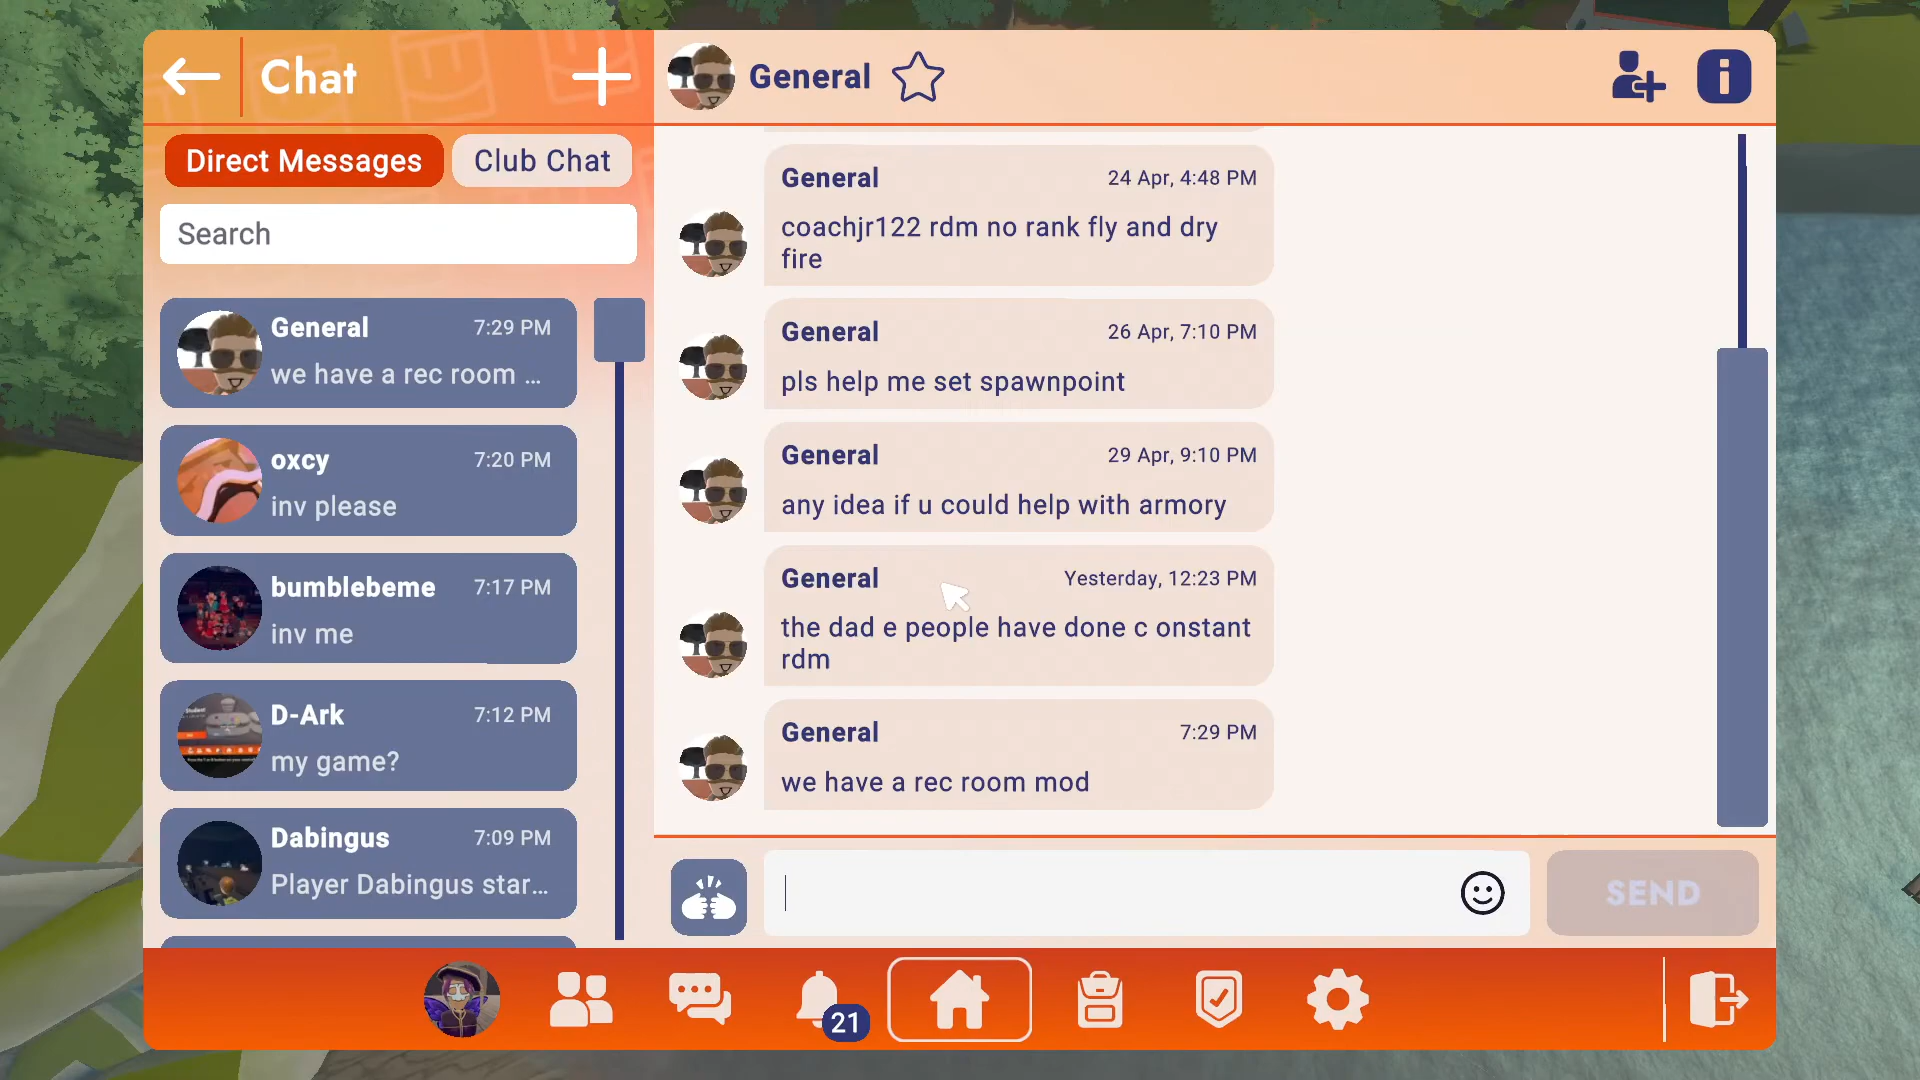 Chat
Direct Messages
Club Chat
Search
General 7:29 PM
we have a rec room ...
oxcy 7:20 PM
inv please
bumblebeme 7:17 PM
inv me
D-Ark 7:12 PM
my game?
Dabingus 7:09 PM
Player Dabingus star...
General
General 24 Apr, 4:48 PM
coachjr122 rdm no rank fly and dry
fire
General 26 Apr, 7:10 PM
pls help me set spawnpoint
General 29 Apr, 9:10 PM
any idea if u could help with armory
General Yesterday, 12:23 PM
the dad e people have done c onstant
rdm
General 7:29 PM
we have a rec room mod
SEND
21